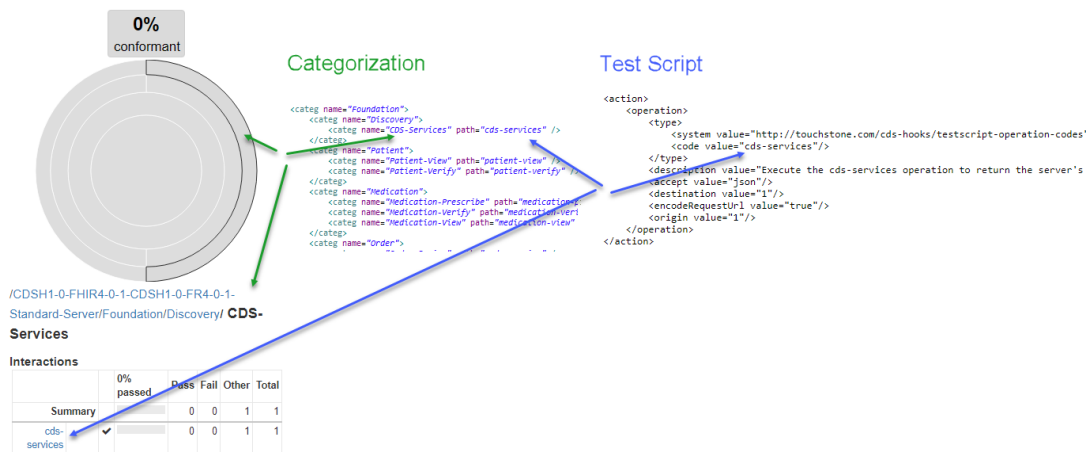 0%
conformant
Categorization
Test Script
<categ name="Foundation">
<categ name="Discovery">
<categ name="CDS-Services" path="cds-services" />
</categ>
<categ name="Patient">
<categ name="Patient-View" path="patient-view" />
<categ name="Patient-Verify" path="patient-verify" />
</categ>
<categ name="Medication">
<categ name="Medication-Prescribe" path="medication-p
<categ name="Medication-Verify" path="medication-veri
<categ name="Medication-View" path="medication-view"
</categ>
<categ name="Order">
<action>
<operation>
<type>
<system value="http://touchstone.com/cds-hooks/testscript-operation-codes"
<code value="cds-services"/>
</type>
<description value="Execute the cds-services operation to return the server's
<accept value="json"/>
<destination value="1"/>
<encodeRequestUrl value="true"/>
<origin value="1"/>
</operation>
</action>
/CDSH1-0-FHIR4-0-1-CDSH1-0-FR4-0-1-
Standard-Server/Foundation/Discovery/ CDS-
Services
Interactions
0% passed Pass Fail Other Total
Summary 0 0 1 1
cds-services 0 0 1 1